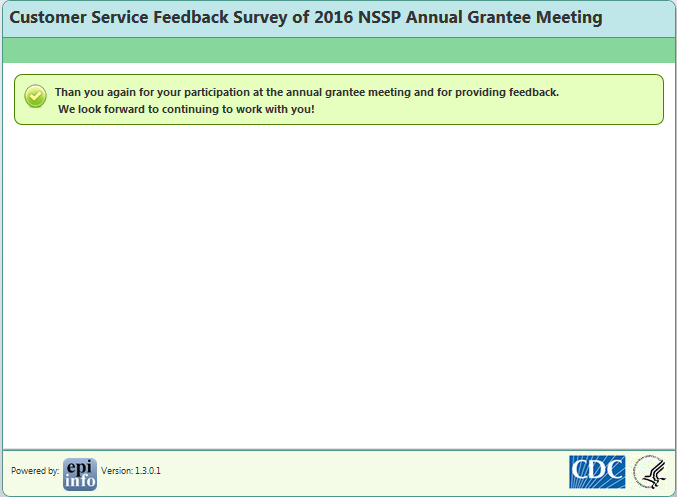 Customer Service Feedback Survey of 2016 NSSP Annual Grantee Meeting
Than you again for your participation at the annual grantee meeting and for providing feedback.
We look forward to continuing to work with you!
Powered by: epi info Version: 1.3.0.1
CDC